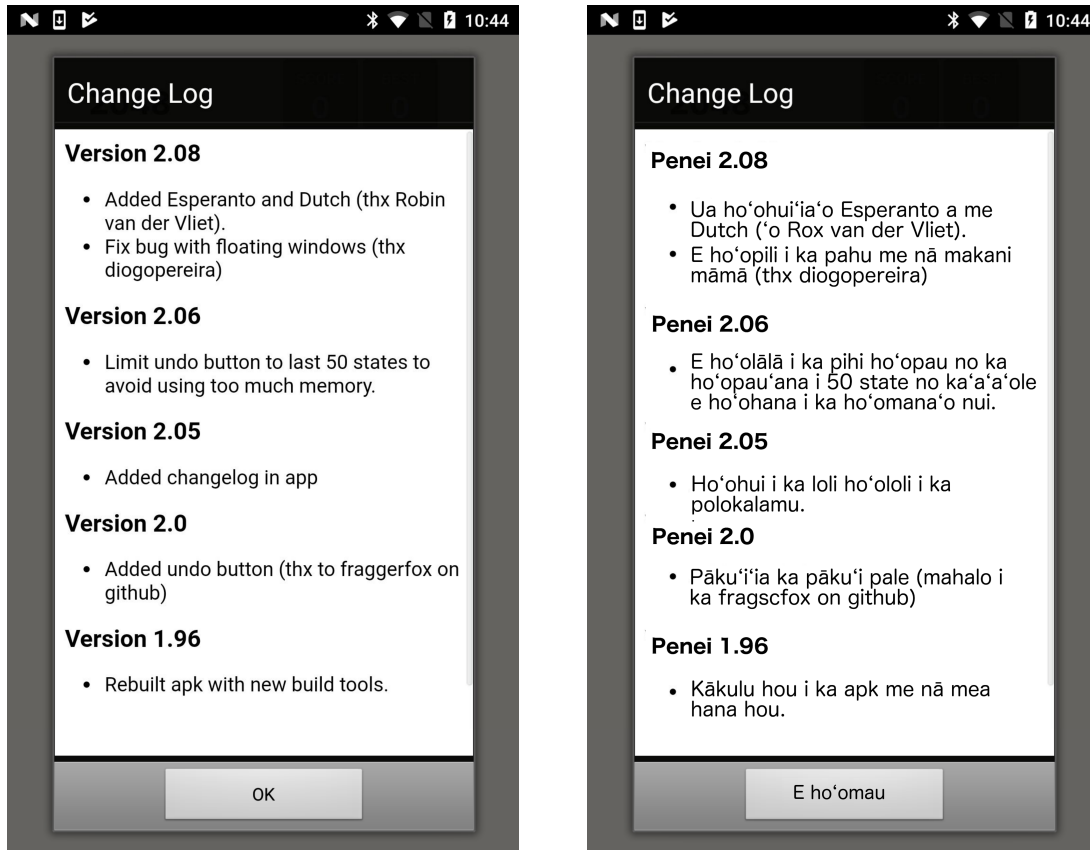 10:44
Change Log
Version 2.08
• Added Esperanto and Dutch (thx Robin
van der Vliet).
• Fix bug with floating windows (thx
diogopereira)
Version 2.06
• Limit undo button to last 50 states to
avoid using too much memory.
Version 2.05
• Added changelog in app
Version 2.0
• Added undo button (thx to fraggerfox on
github)
Version 1.96
• Rebuilt apk with new build tools.
OK
10:44
Change Log
Penei 2.08
• Ua hoʻohuiʻiaʻo Esperanto a me
Dutch (ʻo Rox van der Vliet).
• E hoʻopili i ka pahu me nā makani
māmā (thx diogopereira)
Penei 2.06
• E hoʻolālā i ka pihi hoʻopau no ka
hoʻopauʻana i 50 state no kaʻaʻaʻole
e hoʻohana i ka hoʻomanaʻo nui.
Penei 2.05
• Hoʻohui i ka loli hoʻololi i ka
polokalamu.
Penei 2.0
• Pākuʻiʻia ka pākuʻi pale (mahalo i
ka fragscfox on github)
Penei 1.96
• Kākulu hou i ka apk me nā mea
hana hou.
E hoʻomau